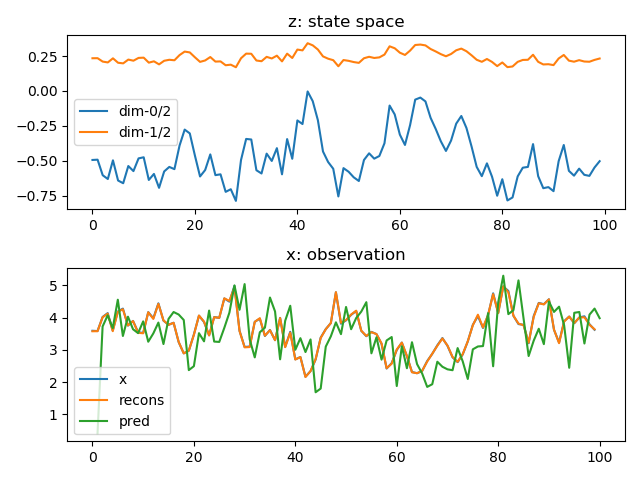 z: state space
0.25
0.00
−0.25
−0.50
−0.75
dim-0/2
dim-1/2
0 20 40 60 80 100
x: observation
5
4
3
2
1
x
recons
pred
0 20 40 60 80 100